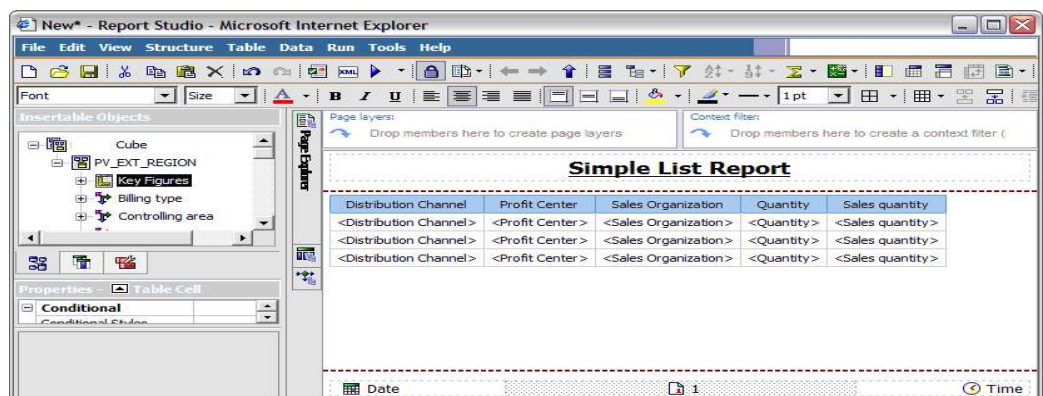 New* - Report Studio - Microsoft Internet Explorer
File Edit View Structure Table Data Run Tools Help
Font Size B I U 1 pt
Insertable Objects
Cube
PV_EXT_REGION
Key Figures
Billing type
Controlling area
Properties - Table Cell
Conditional
Conditional Styles
Page Explorer
Page layers:
Drop members here to create page layers
Context filter:
Drop members here to create a context filter (
Simple List Report
Distribution Channel Profit Center Sales Organization Quantity Sales quantity
<Distribution Channel> <Profit Center> <Sales Organization> <Quantity> <Sales quantity>
<Distribution Channel> <Profit Center> <Sales Organization> <Quantity> <Sales quantity>
<Distribution Channel> <Profit Center> <Sales Organization> <Quantity> <Sales quantity>
Date 1 Time